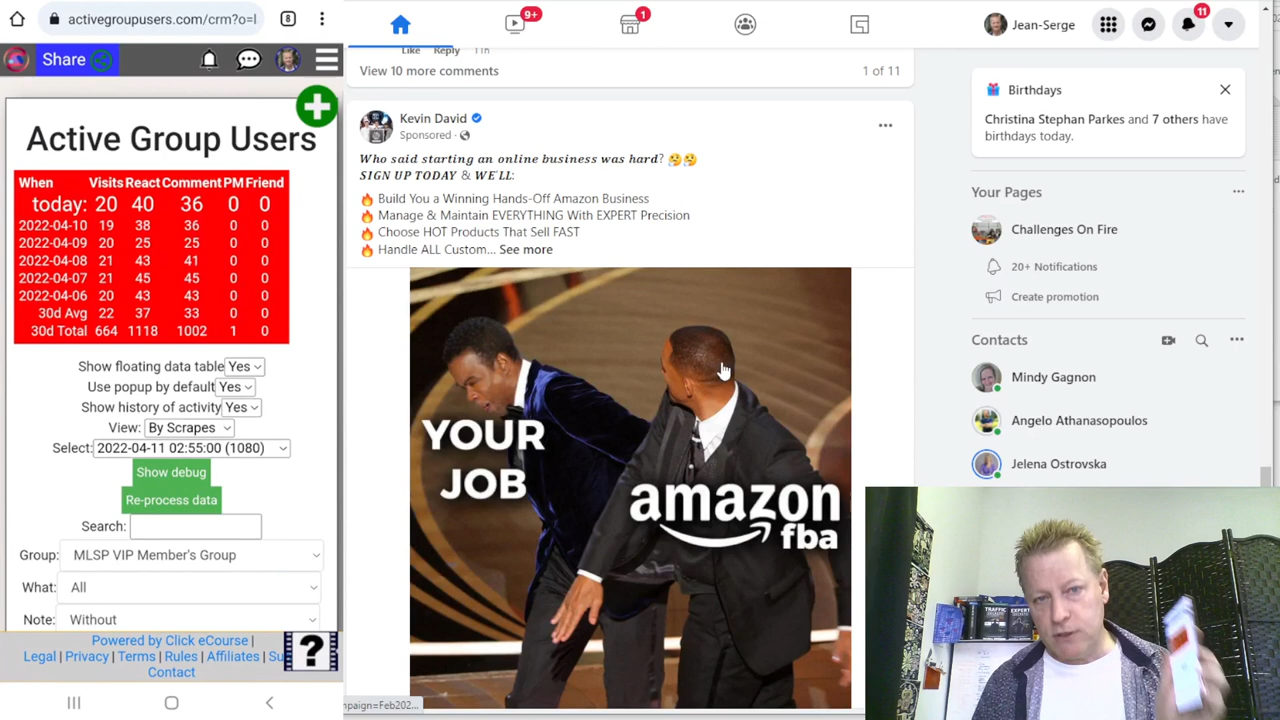 activegroupusers.com/crm?o=l
8
Share
Active Group Users
When Visits React Comment PM Friend
today: 20 40 36 0 0
2022-04-10 19 38 36 0 0
2022-04-09 20 25 25 0 0
2022-04-08 21 43 41 0 0
2022-04-07 21 45 45 0 0
2022-04-06 20 43 43 0 0
30d Avg 22 37 33 0 0
30d Total 664 1118 1002 1 0
Show floating data table Yes
Use popup by default Yes
Show history of activity Yes
View: By Scrapes
Select: 2022-04-11 02:55:00 (1080)
Show debug
Re-process data
Search:
Group: MLSP VIP Member's Group
What: All
Note: Without
Powered by Click eCourse |
Legal | Privacy | Terms | Rules | Affiliates | Su
Contact
?
9+
1
Jean-Serge
11
Like Reply 11h
View 10 more comments
1 of 11
Kevin David
Sponsored ·
Who said starting an online business was hard? 🤔🤔
SIGN UP TODAY & WE'LL:
🔥 Build You a Winning Hands-Off Amazon Business
🔥 Manage & Maintain EVERYTHING With EXPERT Precision
🔥 Choose HOT Products That Sell FAST
🔥 Handle ALL Custom... See more
YOUR
JOB
amazon
fba
mpaign=Feb202...
Birthdays
Christina Stephan Parkes and 7 others have
birthdays today.
Your Pages
Challenges On Fire
20+ Notifications
Create promotion
Contacts
Mindy Gagnon
Angelo Athanasopoulos
Jelena Ostrovska
TRAFFIC
EXPERT